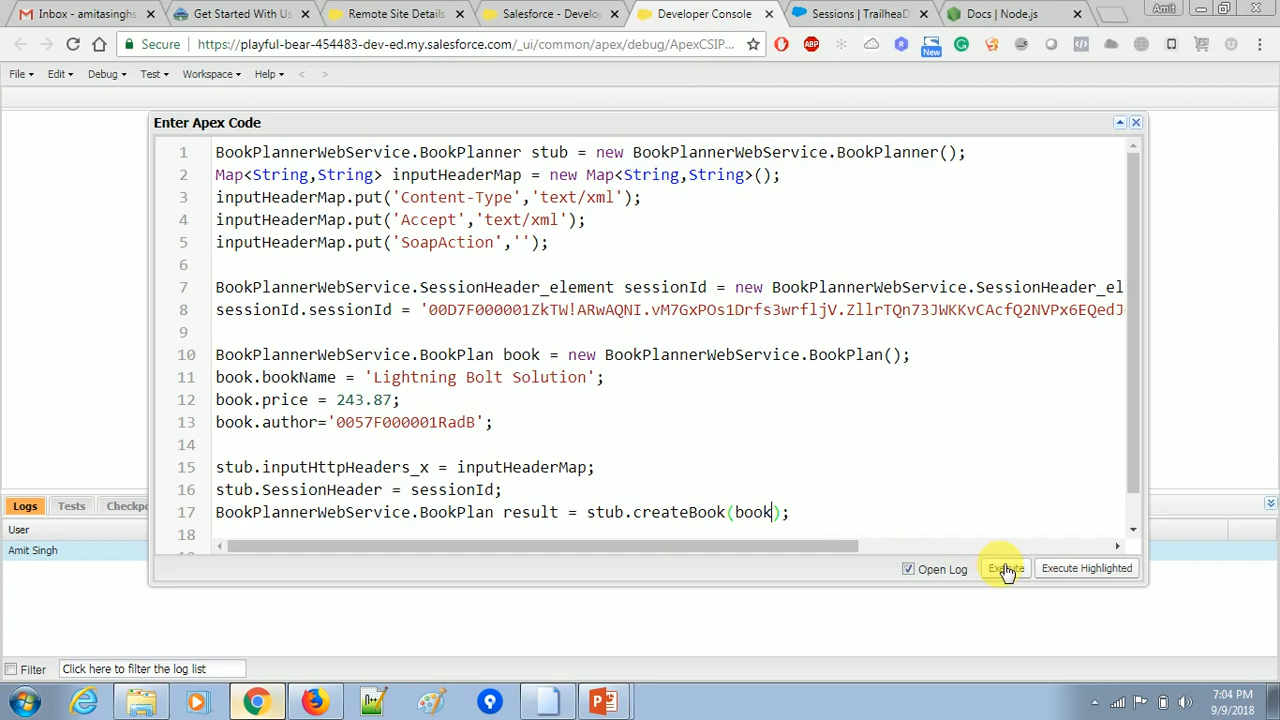 Inbox - amitasinghs
Get Started With Us
Remote Site Details
Salesforce - Develop
Developer Console
Sessions | TrailheaD
Docs | Node.js
Amit
Secure
https://playful-bear-454483-dev-ed.my.salesforce.com/_ui/common/apex/debug/ApexCSIP...
ABP
New
File
Edit
Debug
Test
Workspace
Help
< >
Enter Apex Code
1 BookPlannerWebService.BookPlanner stub = new BookPlannerWebService.BookPlanner();
2 Map<String,String> inputHeaderMap = new Map<String,String>();
3 inputHeaderMap.put('Content-Type','text/xml');
4 inputHeaderMap.put('Accept','text/xml');
5 inputHeaderMap.put('SoapAction','');
6
7 BookPlannerWebService.SessionHeader_element sessionId = new BookPlannerWebService.SessionHeader_el
8 sessionId.sessionId = '00D7F000001ZkTW!ARwAQNI.vM7GxPOs1Drfs3wrfljV.ZllrTQn73JWKKvCAcfQ2NVPx6EQedJ
9
10 BookPlannerWebService.BookPlan book = new BookPlannerWebService.BookPlan();
11 book.bookName = 'Lightning Bolt Solution';
12 book.price = 243.87;
13 book.author='0057F000001RadB';
14
15 stub.inputHttpHeaders_x = inputHeaderMap;
16 stub.SessionHeader = sessionId;
17 BookPlannerWebService.BookPlan result = stub.createBook(book);
18
Open Log
Execute
Execute Highlighted
Logs
Tests
Checkpo
User
Amit Singh
Filter
Click here to filter the log list
7:04 PM
9/9/2018